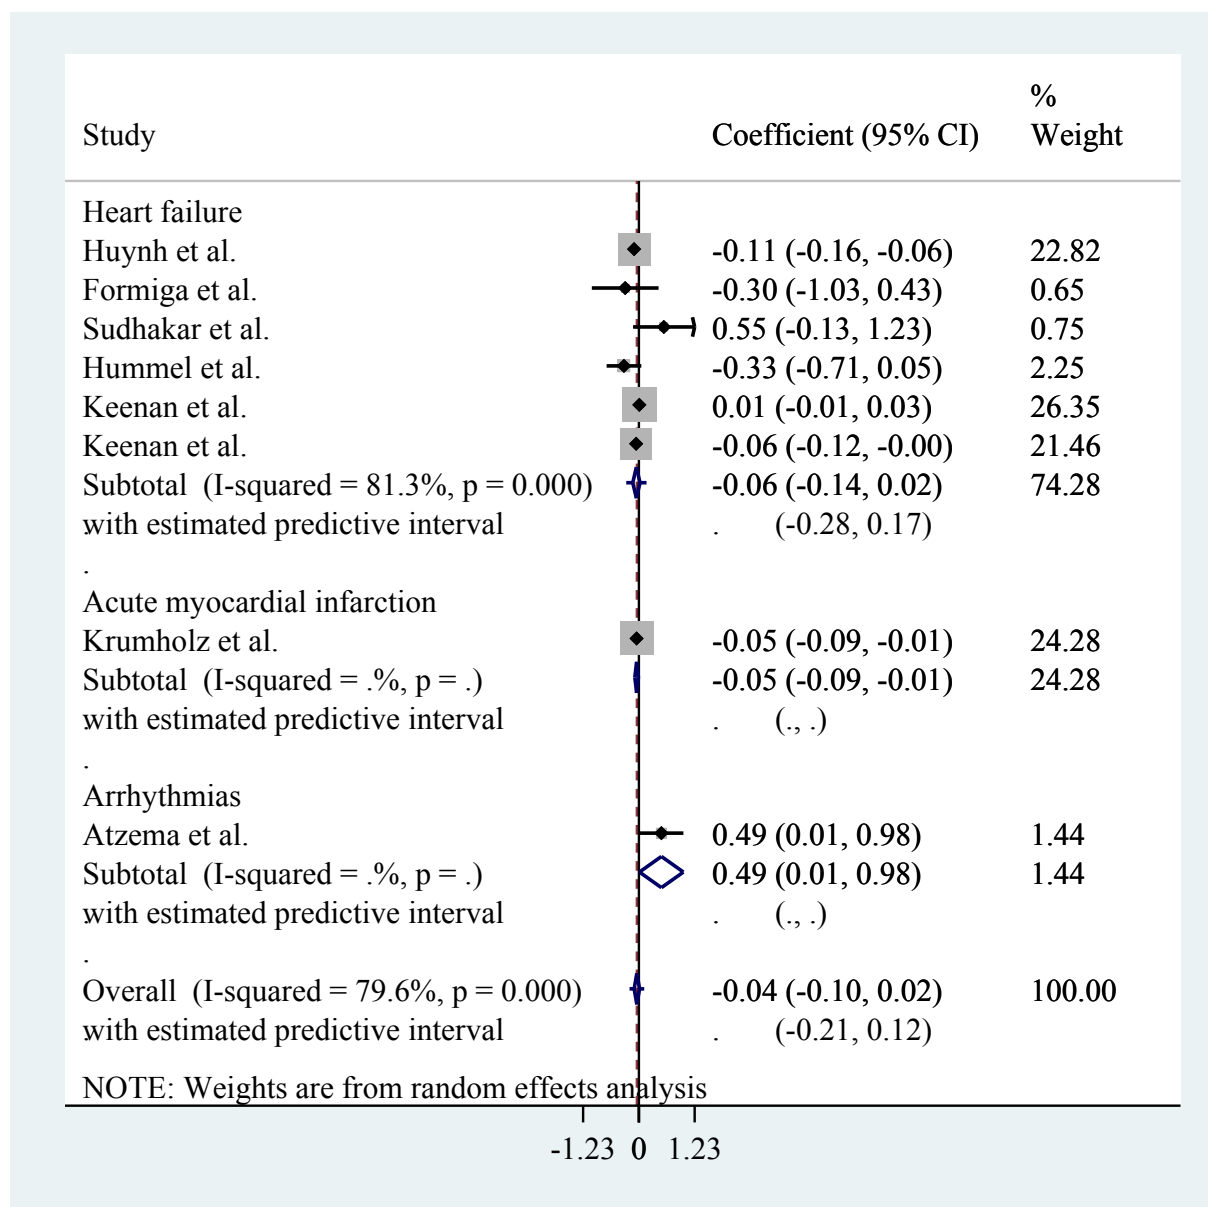 %
Study Coefficient (95% CI) Weight
Heart failure
Huynh et al. -0.11 (-0.16, -0.06) 22.82
Formiga et al. -0.30 (-1.03, 0.43) 0.65
Sudhakar et al. 0.55 (-0.13, 1.23) 0.75
Hummel et al. -0.33 (-0.71, 0.05) 2.25
Keenan et al. 0.01 (-0.01, 0.03) 26.35
Keenan et al. -0.06 (-0.12, -0.00) 21.46
Subtotal (I-squared = 81.3%, p = 0.000) -0.06 (-0.14, 0.02) 74.28
with estimated predictive interval . (-0.28, 0.17)
.
Acute myocardial infarction
Krumholz et al. -0.05 (-0.09, -0.01) 24.28
Subtotal (I-squared = .%, p = .) -0.05 (-0.09, -0.01) 24.28
with estimated predictive interval . (., .)
.
Arrhythmias
Atzema et al. 0.49 (0.01, 0.98) 1.44
Subtotal (I-squared = .%, p = .) 0.49 (0.01, 0.98) 1.44
with estimated predictive interval . (., .)
.
Overall (I-squared = 79.6%, p = 0.000) -0.04 (-0.10, 0.02) 100.00
with estimated predictive interval . (-0.21, 0.12)
NOTE: Weights are from random effects analysis
-1.23 0 1.23